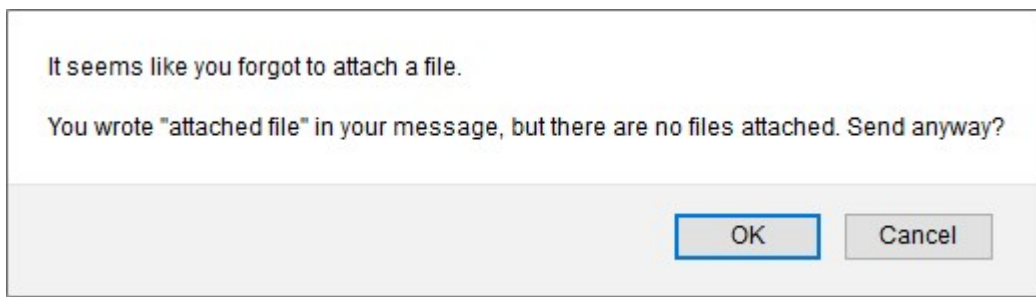 It seems like you forgot to attach a file.
You wrote "attached file" in your message, but there are no files attached. Send anyway?
OK
Cancel